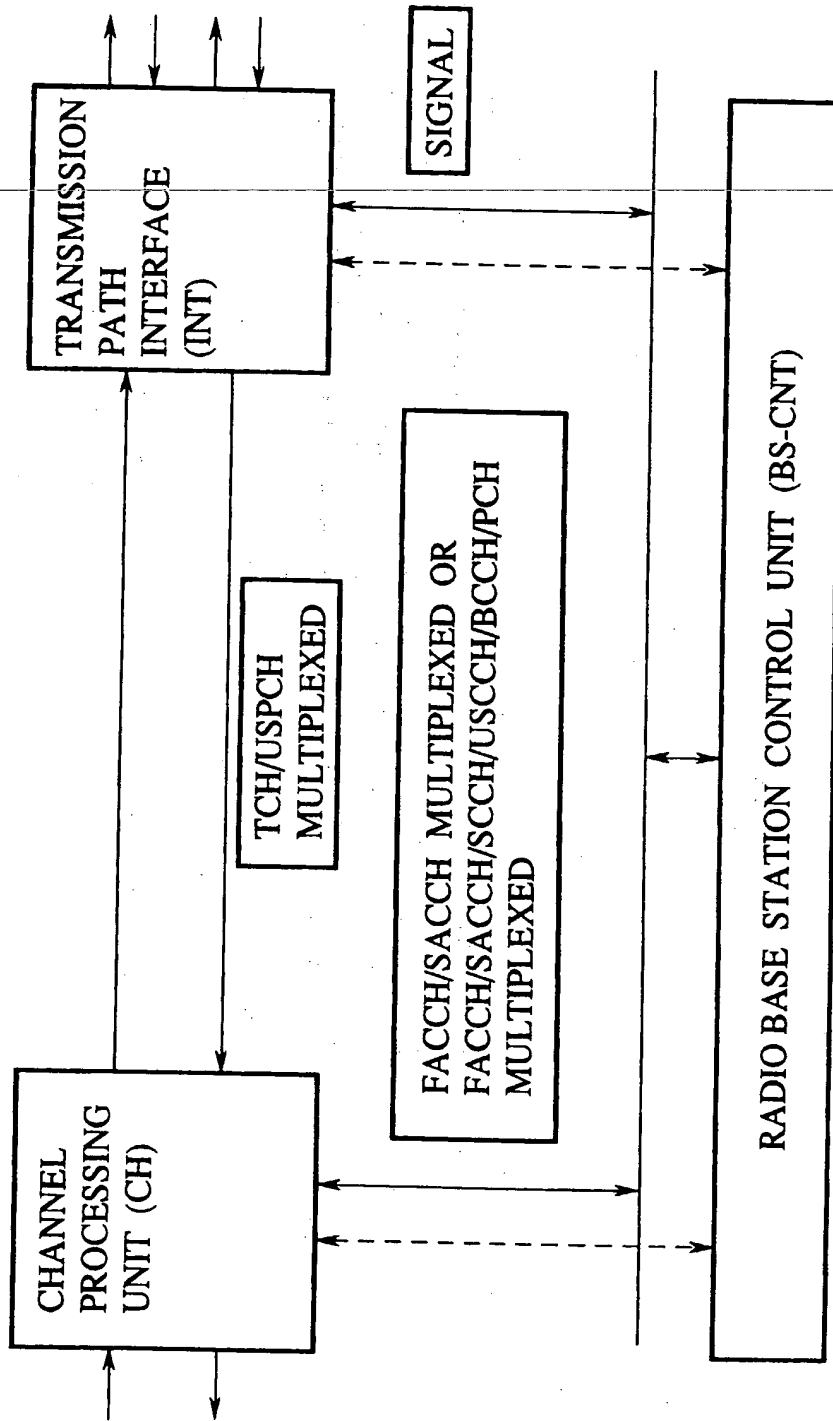 CHANNEL
PROCESSING
UNIT (CH)
TRANSMISSION
PATH
INTERFACE
(INT)
TCH/USPCH
MULTIPLEXED
SIGNAL
FACCH/SACCH MULTIPLEXED OR
FACCH/SACCH/SCCH/USCCH/BCCH/PCH
MULTIPLEXED
RADIO BASE STATION CONTROL UNIT (BS-CNT)